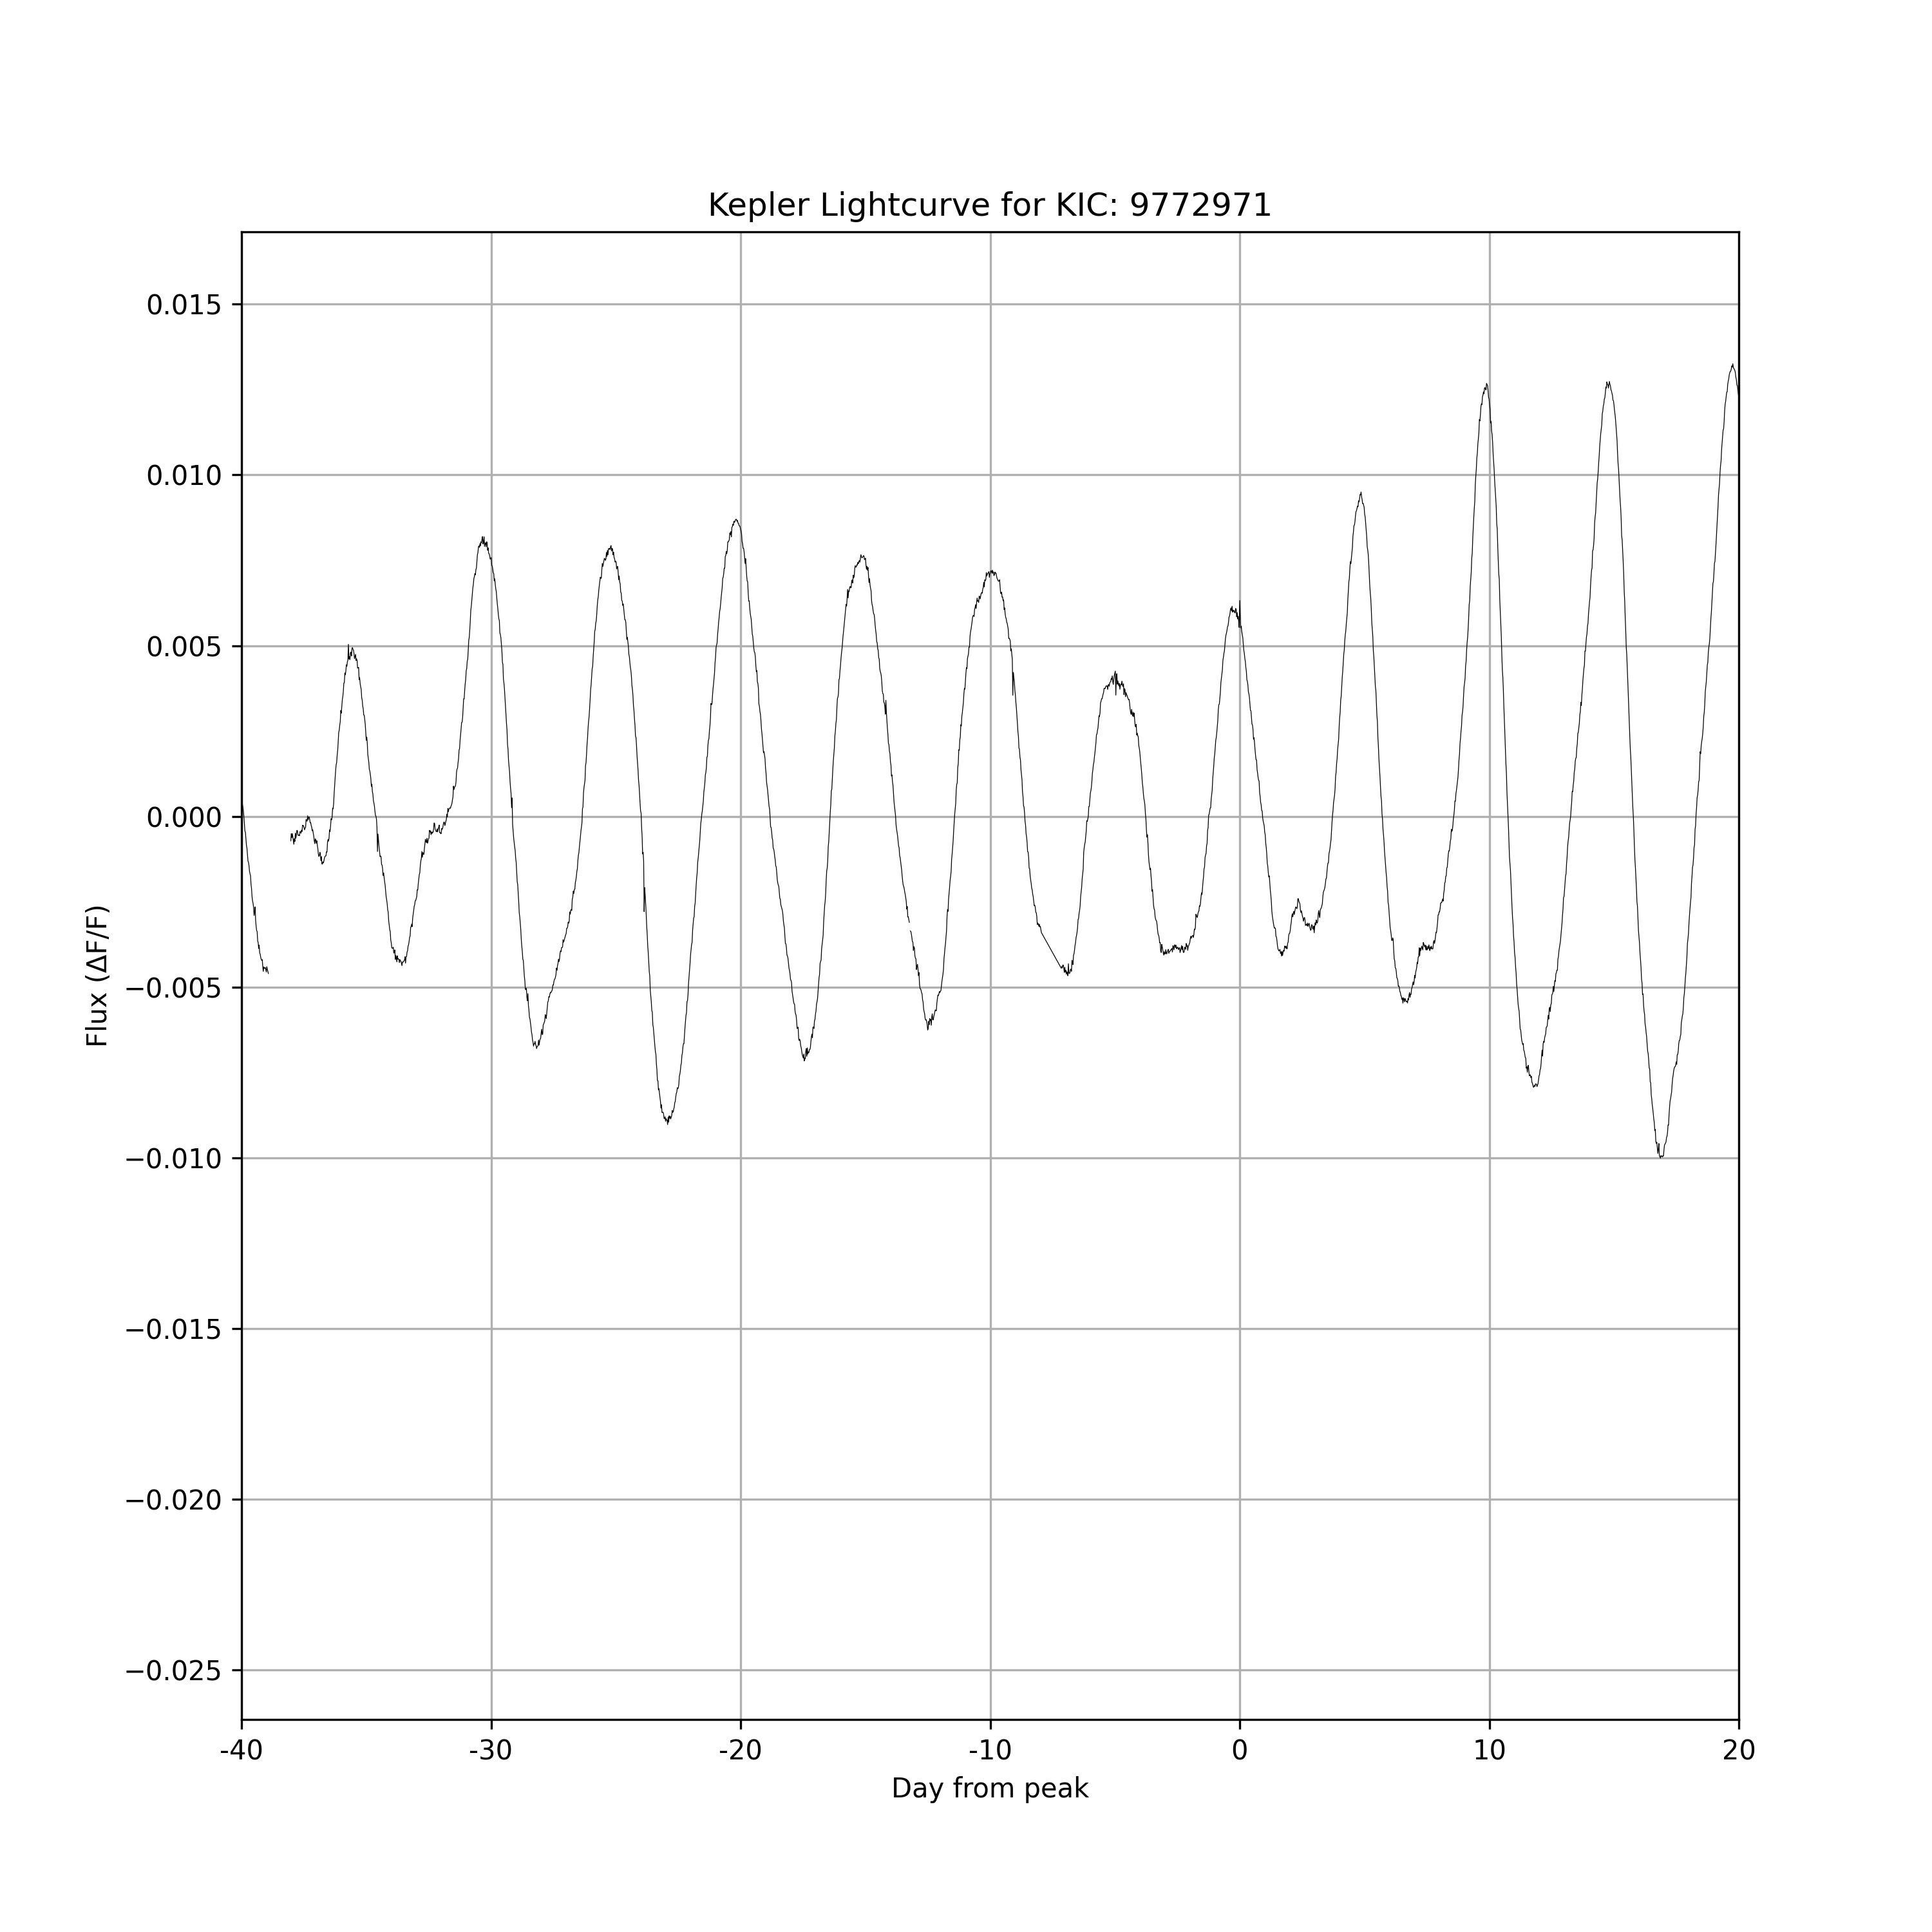 Kepler Lightcurve for KIC: 9772971
0.015
0.010
0.005
0.000
−0.005
−0.010
−0.015
−0.020
−0.025
Flux (ΔF/F)
-40 -30 -20 -10 0 10 20
Day from peak